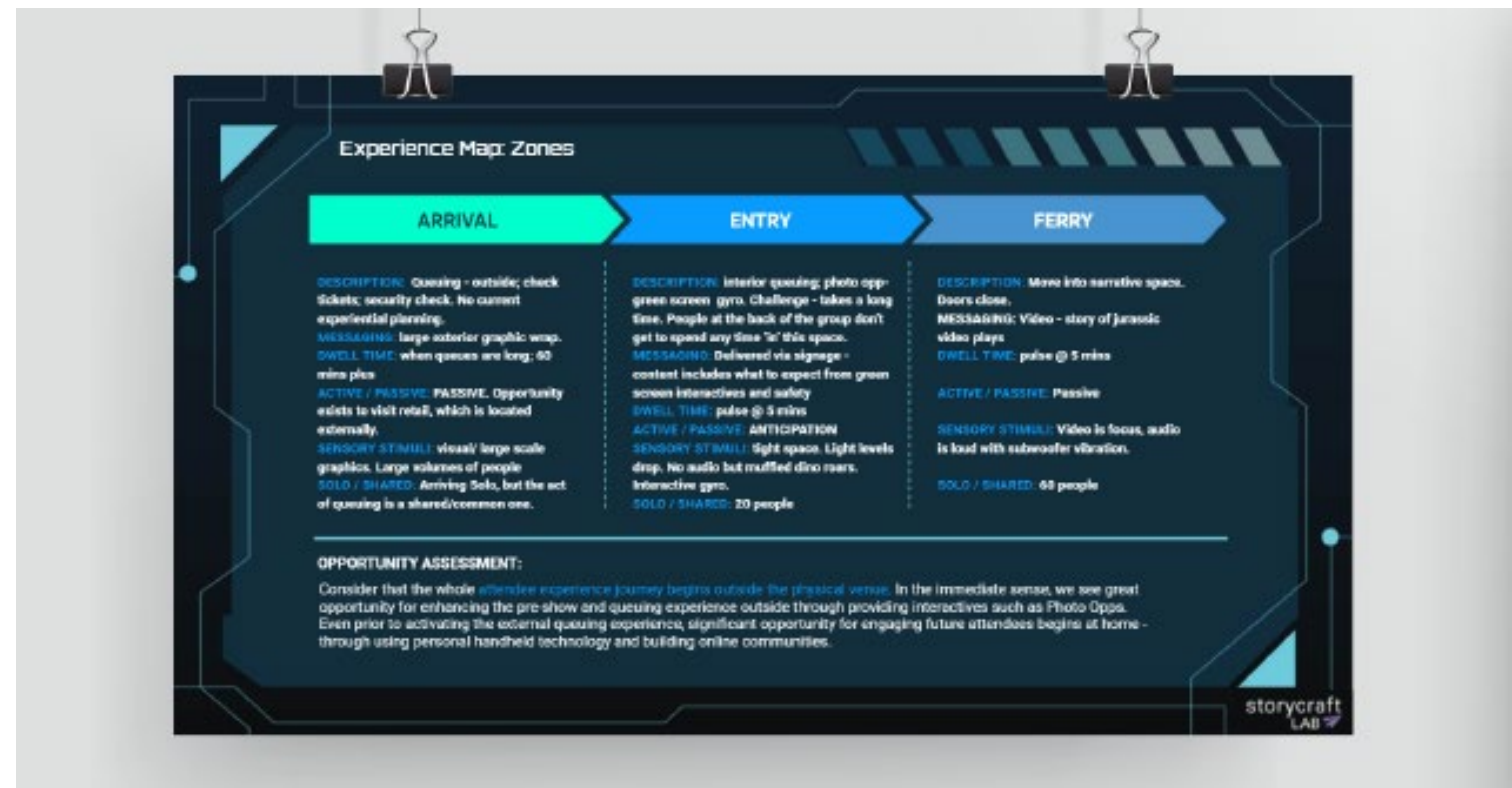 Experience Map: Zones
ARRIVAL
ENTRY
FERRY
DESCRIPTION: Queuing - outside; check
tickets; security check. No current
experiential planning.
MESSAGING: large exterior graphic wrap.
DWELL TIME: when queues are long; 60
mins plus
ACTIVE / PASSIVE: PASSIVE. Opportunity
exists to visit retail, which is located
externally.
SENSORY STIMULI: visual/ large scale
graphics. Large volumes of people
SOLO / SHARED: Arriving Solo, but the act
of queuing is a shared/common one.
DESCRIPTION: interior queuing; photo opp-
green screen gyro. Challenge - takes a long
time. People at the back of the group don't
get to spend any time 'in' this space.
MESSAGING: Delivered via signage -
content includes what to expect from green
screen interactives and safety
DWELL TIME: pulse @ 5 mins
ACTIVE / PASSIVE: ANTICIPATION
SENSORY STIMULI: tight space. Light levels
drop. No audio but muffled dino roars.
Interactive gyro.
SOLO / SHARED: 20 people
DESCRIPTION: Move into narrative space.
Doors close.
MESSAGING: Video - story of jurassic
video plays
DWELL TIME: pulse @ 5 mins
ACTIVE / PASSIVE: Passive
SENSORY STIMULI: Video is focus, audio
is loud with subwoofer vibration.
SOLO / SHARED: 60 people
OPPORTUNITY ASSESSMENT:
Consider that the whole attendee experience journey begins outside the physical venue. In the immediate sense, we see great
opportunity for enhancing the pre-show and queuing experience outside through providing interactives such as Photo Opps.
Even prior to activating the external queuing experience, significant opportunity for engaging future attendees begins at home -
through using personal handheld technology and building online communities.
storycraft
LAB